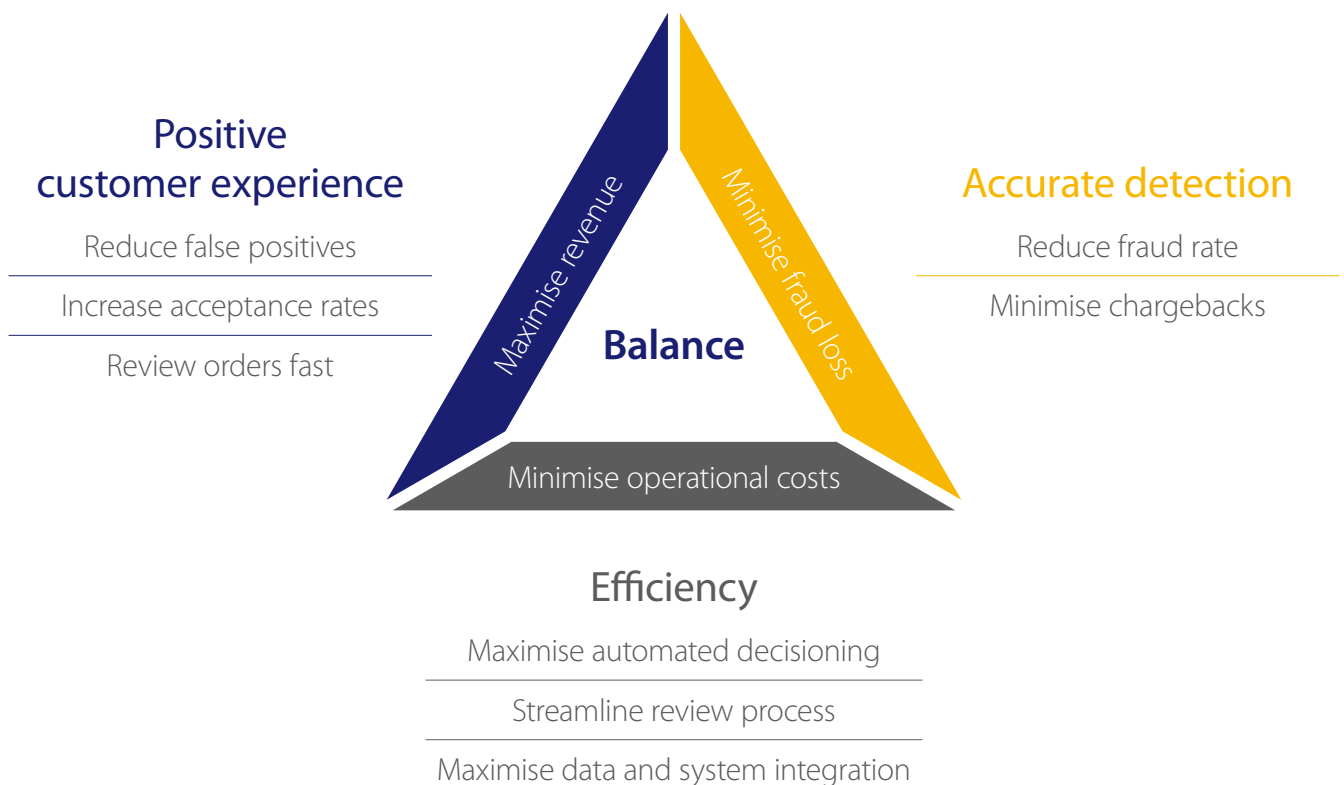 Positive
customer experience
Reduce false positives
Increase acceptance rates
Review orders fast
Maximise revenue
Balance
Minimise fraud loss
Minimise operational costs
Accurate detection
Reduce fraud rate
Minimise chargebacks
Efficiency
Maximise automated decisioning
Streamline review process
Maximise data and system integration